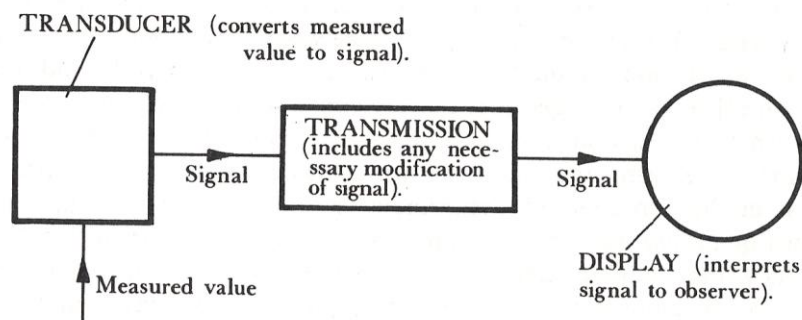 TRANSDUCER (converts measured
value to signal).
TRANSMISSION
(includes any nece-
ssary modification
of signal).
Signal
Signal
Measured value
DISPLAY (interprets
signal to observer).